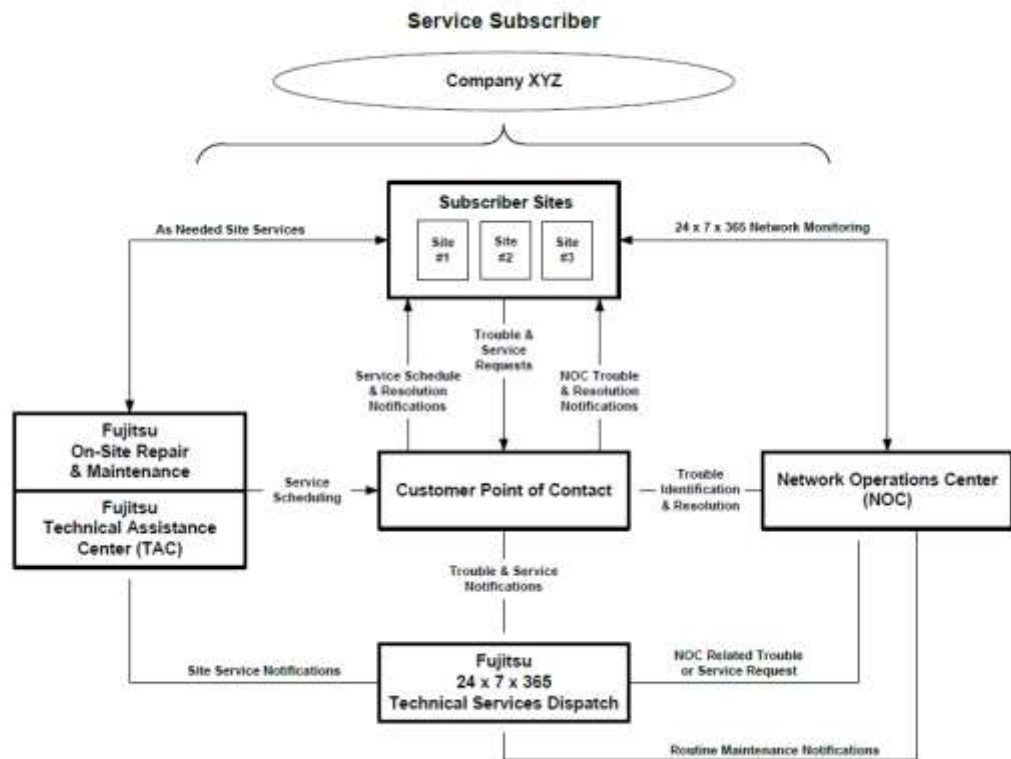 Service Subscriber
Company XYZ
Subscriber Sites
Site
#1
Site
#2
Site
#3
As Needed Site Services
24 x 7 x 365 Network Monitoring
Trouble &
Service
Requests
Service Schedule
& Resolution
Notifications
NOC Trouble
& Resolution
Notifications
Fujitsu
On-Site Repair
& Maintenance
Fujitsu
Technical Assistance
Center (TAC)
Service
Scheduling
Customer Point of Contact
Trouble
Identification
& Resolution
Network Operations Center
(NOC)
Trouble & Service
Notifications
Site Service Notifications
Fujitsu
24 x 7 x 365
Technical Services Dispatch
NOC Related Trouble
or Service Request
Routine Maintenance Notifications